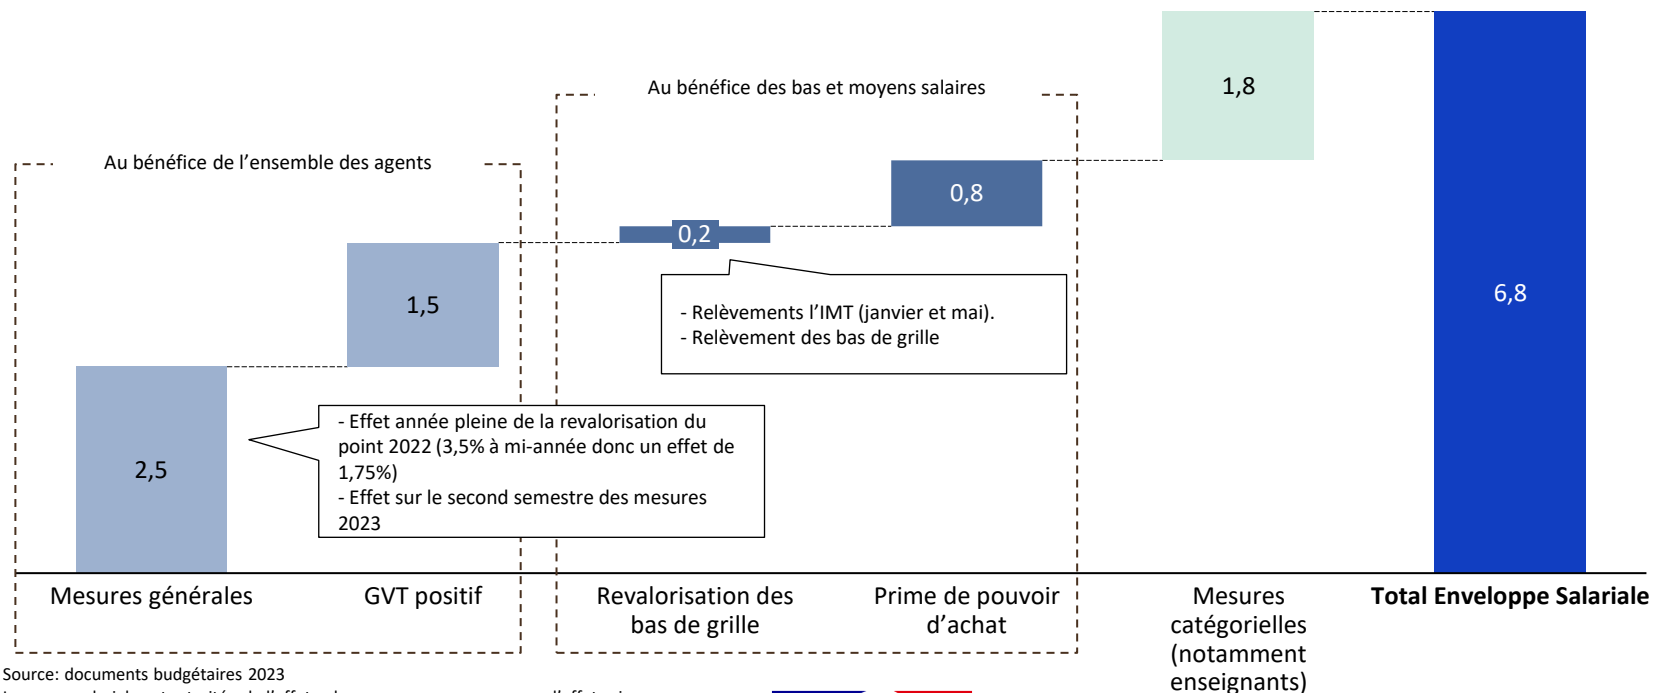 Au bénéfice des bas et moyens salaires
1,8
Au bénéfice de l’ensemble des agents
0,8
0,2
1,5
- Relèvements l’IMT (janvier et mai).
- Relèvement des bas de grille
6,8
- Effet année pleine de la revalorisation du
point 2022 (3,5% à mi-année donc un effet de
1,75%)
- Effet sur le second semestre des mesures
2023
2,5
Mesures générales
GVT positif
Revalorisation des
bas de grille
Prime de pouvoir
d’achat
Mesures
catégorielles
(notamment
enseignants)
Total Enveloppe Salariale
Source: documents budgétaires 2023